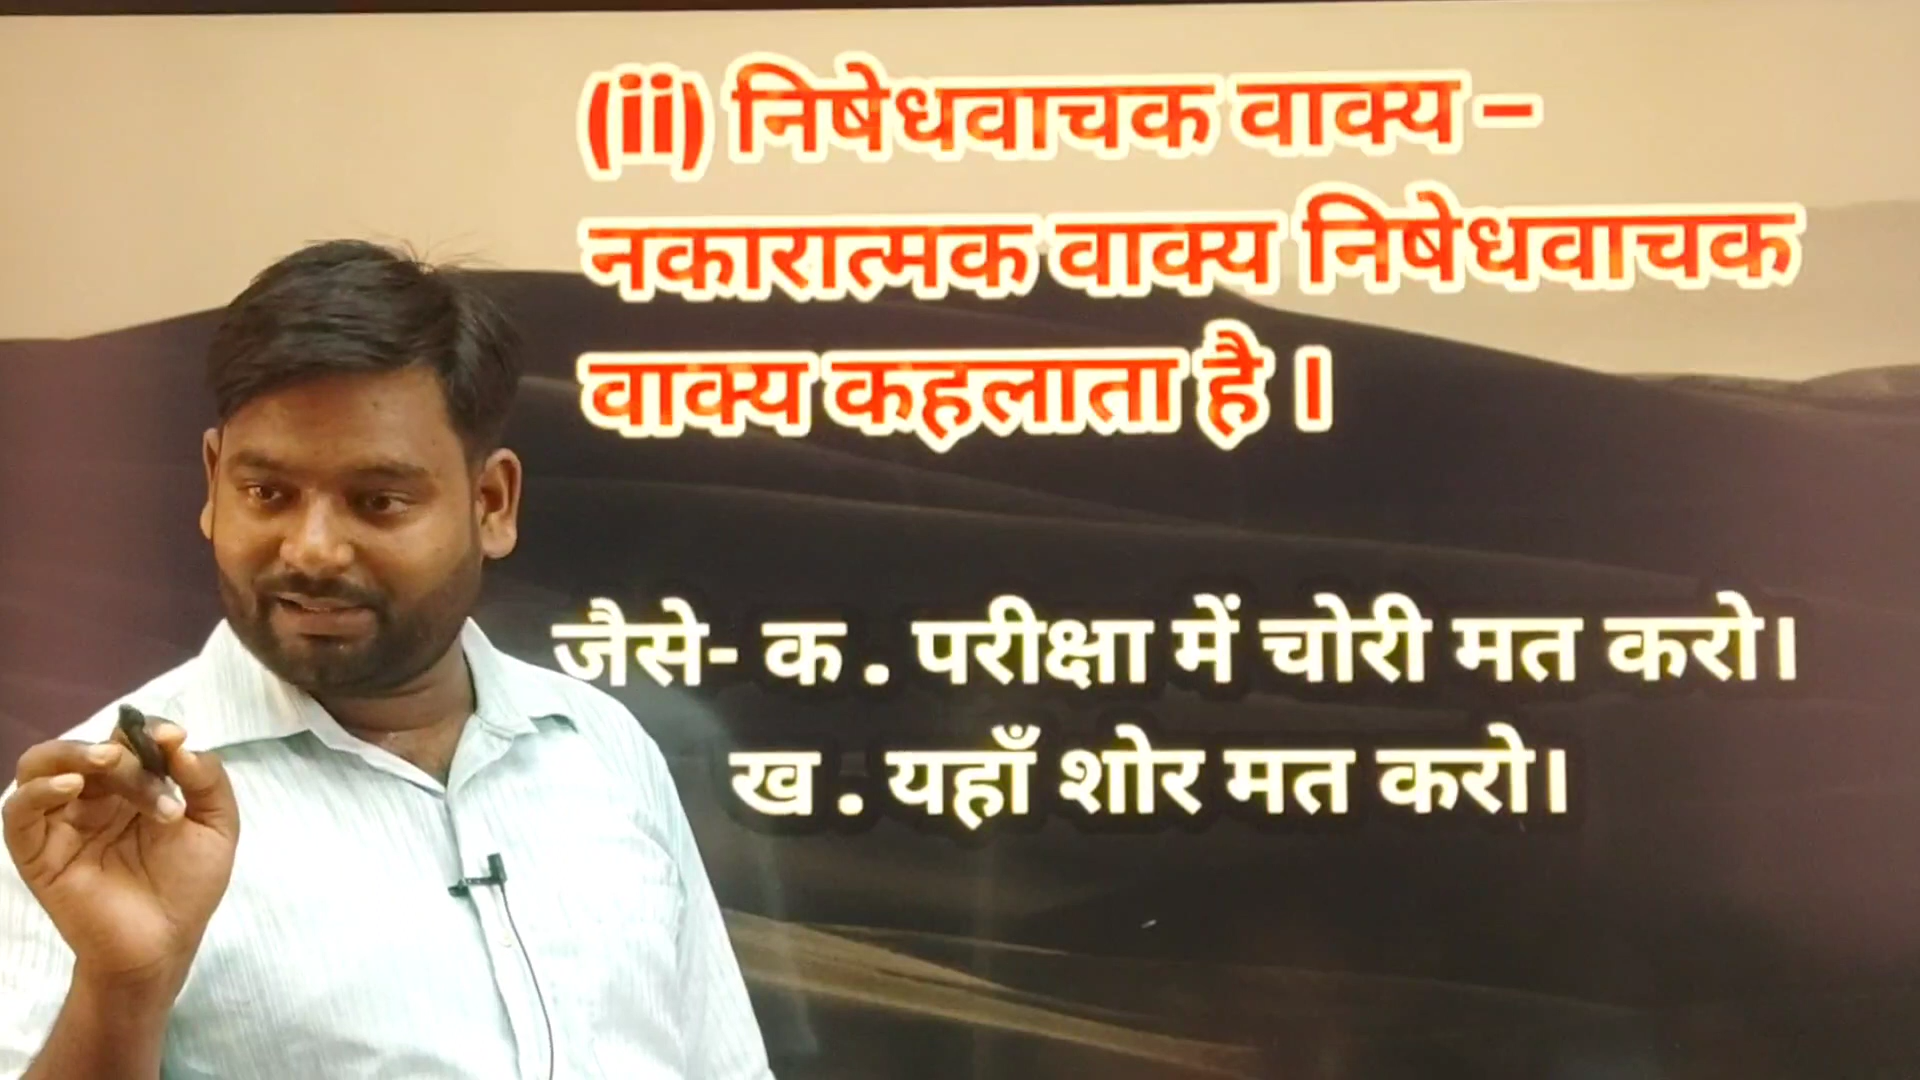 (ii) निषेधवाचक वाक्य –
नकारात्मक वाक्य निषेधवाचक
वाक्य कहलाता है ।
जैसे- क . परीक्षा में चोरी मत करो।
ख . यहाँ शोर मत करो।